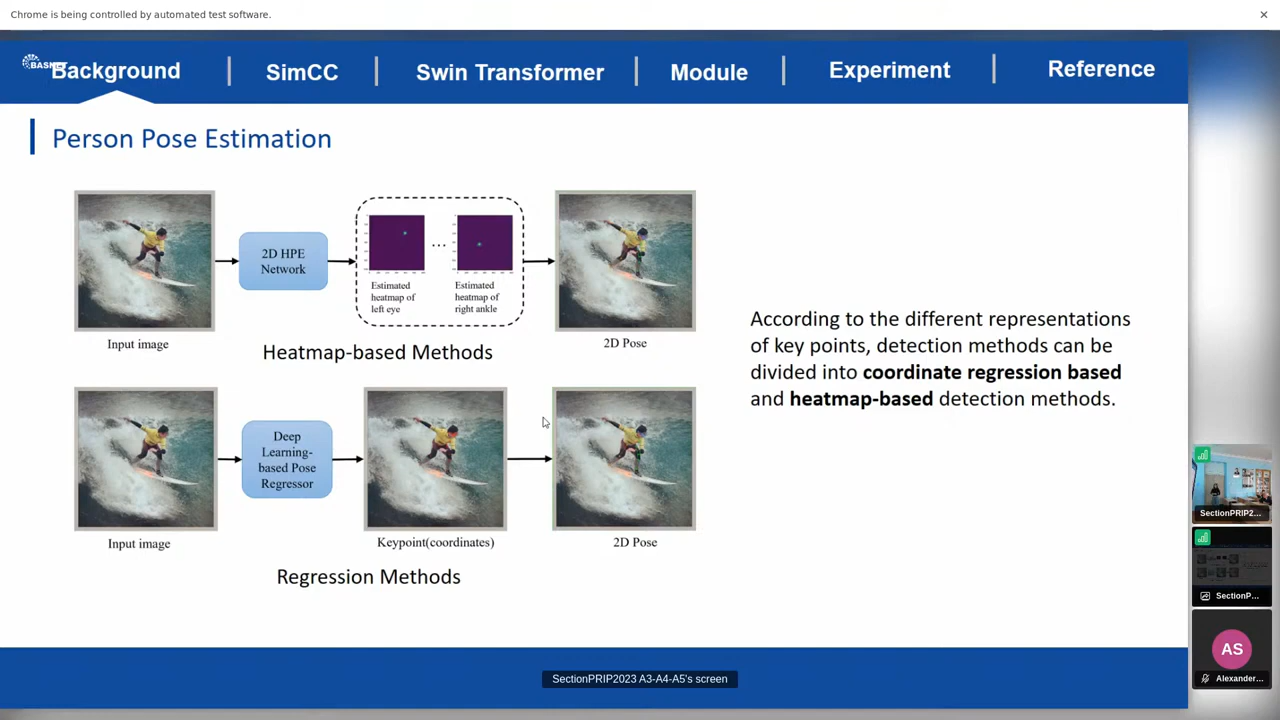 Chrome is being controlled by automated test software.
BASNET
Background
SimCC
Swin Transformer
Module
Experiment
Reference
Person Pose Estimation
2D HPE
Network
...
Estimated
heatmap of
left eye
Estimated
heatmap of
right ankle
Input image
Heatmap-based Methods
2D Pose
According to the different representations
of key points, detection methods can be
divided into coordinate regression based
and heatmap-based detection methods.
Deep
Learning-
based Pose
Regressor
Input image
Keypoint(coordinates)
2D Pose
Regression Methods
SectionPRIP2...
SectionP...
AS
Alexander...
SectionPRIP2023 A3-A4-A5's screen